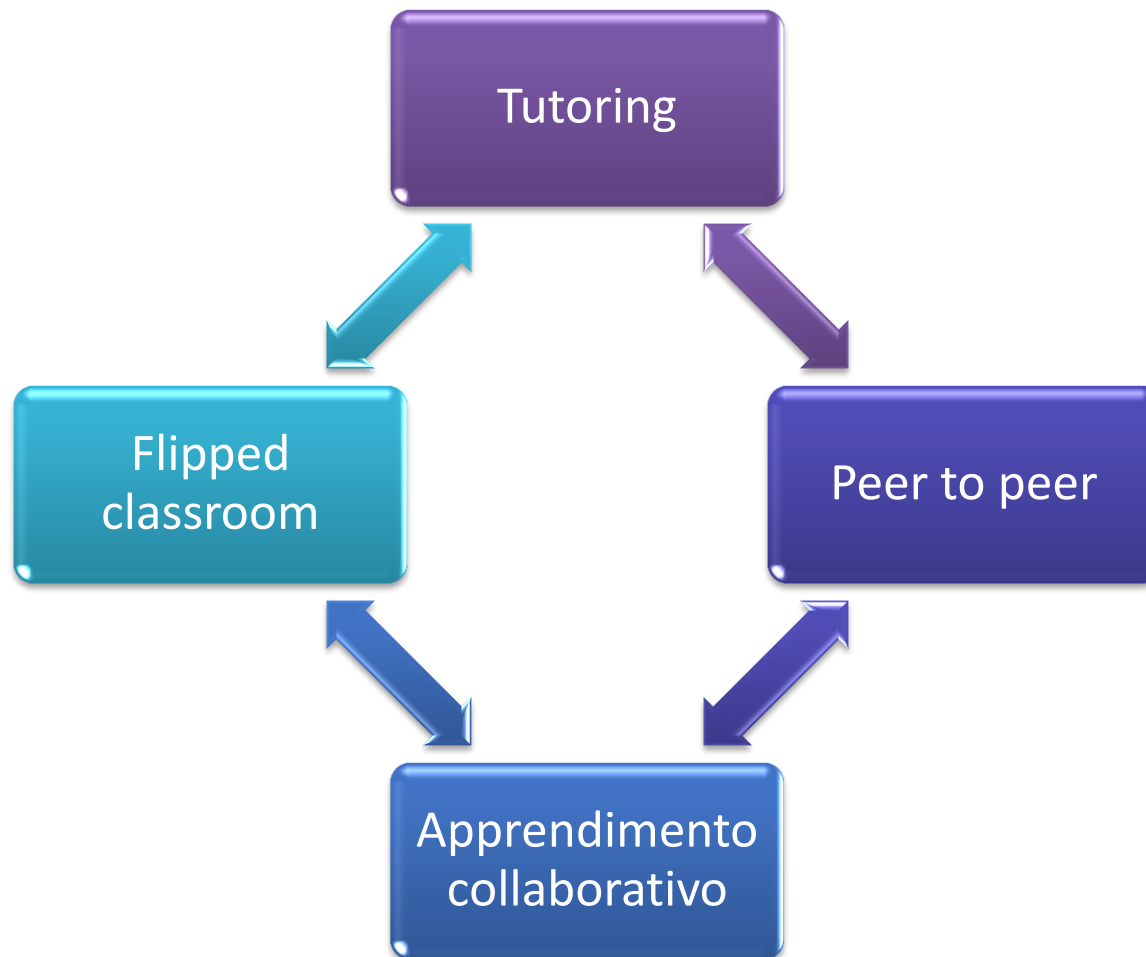 Tutoring
Flipped
classroom
Peer to peer
Apprendimento
collaborativo